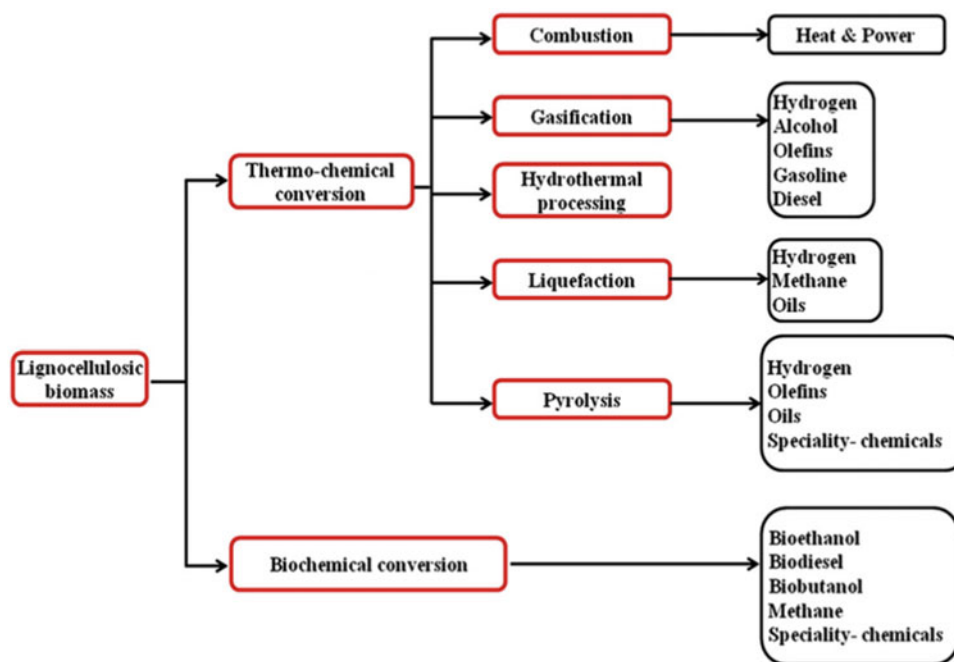 Combustion
Heat & Power
Gasification
Hydrogen
Alcohol
Olefins
Gasoline
Diesel
Thermo-chemical
conversion
Hydrothermal
processing
Liquefaction
Hydrogen
Methane
Oils
Lignocellulosic
biomass
Pyrolysis
Hydrogen
Olefins
Oils
Speciality- chemicals
Biochemical conversion
Bioethanol
Biodiesel
Biobutanol
Methane
Speciality- chemicals